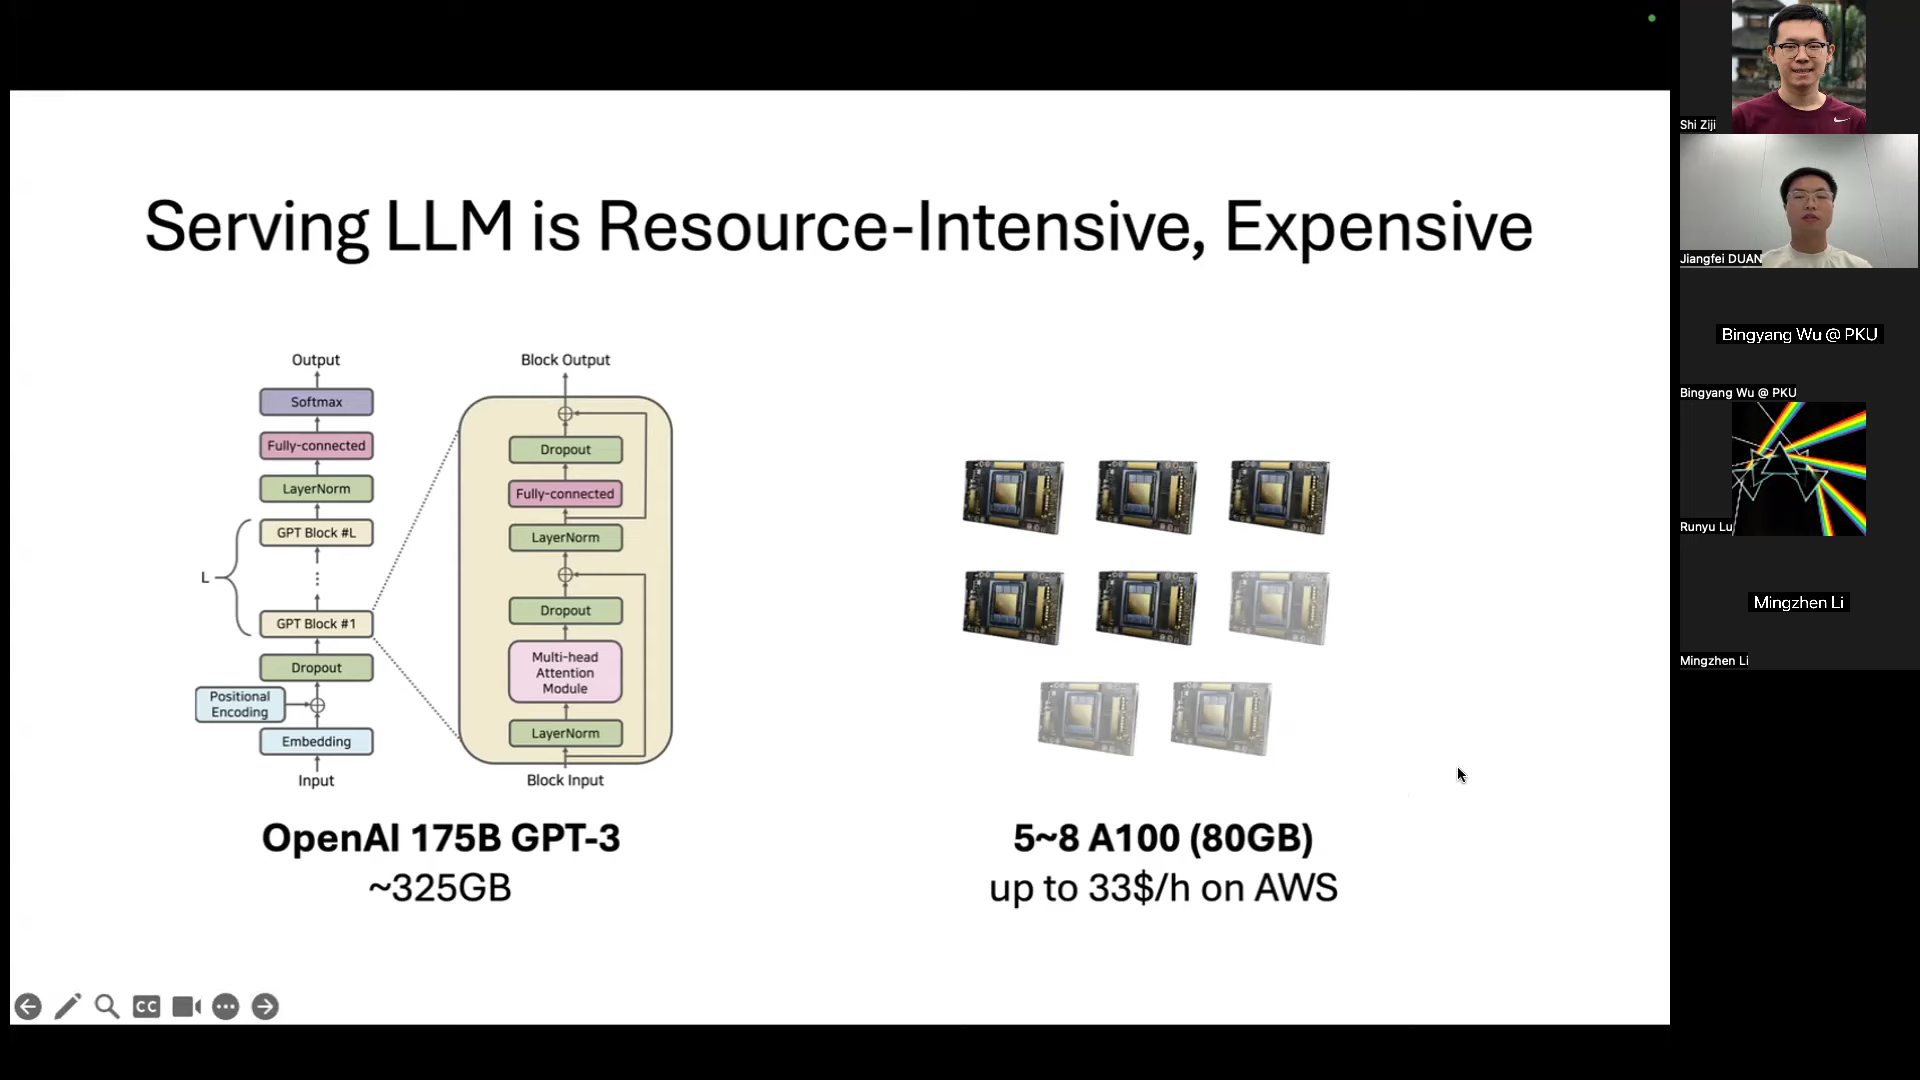 Serving LLM is Resource-Intensive, Expensive
Output
Softmax
Fully-connected
LayerNorm
GPT Block #L
L
GPT Block #1
Dropout
Positional
Encoding
Embedding
Input
Block Output
Dropout
Fully-connected
LayerNorm
Dropout
Multi-head
Attention
Module
LayerNorm
Block Input
OpenAI 175B GPT-3
~325GB
5~8 A100 (80GB)
up to 33$/h on AWS
CC
Shi Ziji
Jiangfei DUAN
Bingyang Wu @ PKU
Bingyang Wu @ PKU
Runyu Lu
Mingzhen Li
Mingzhen Li